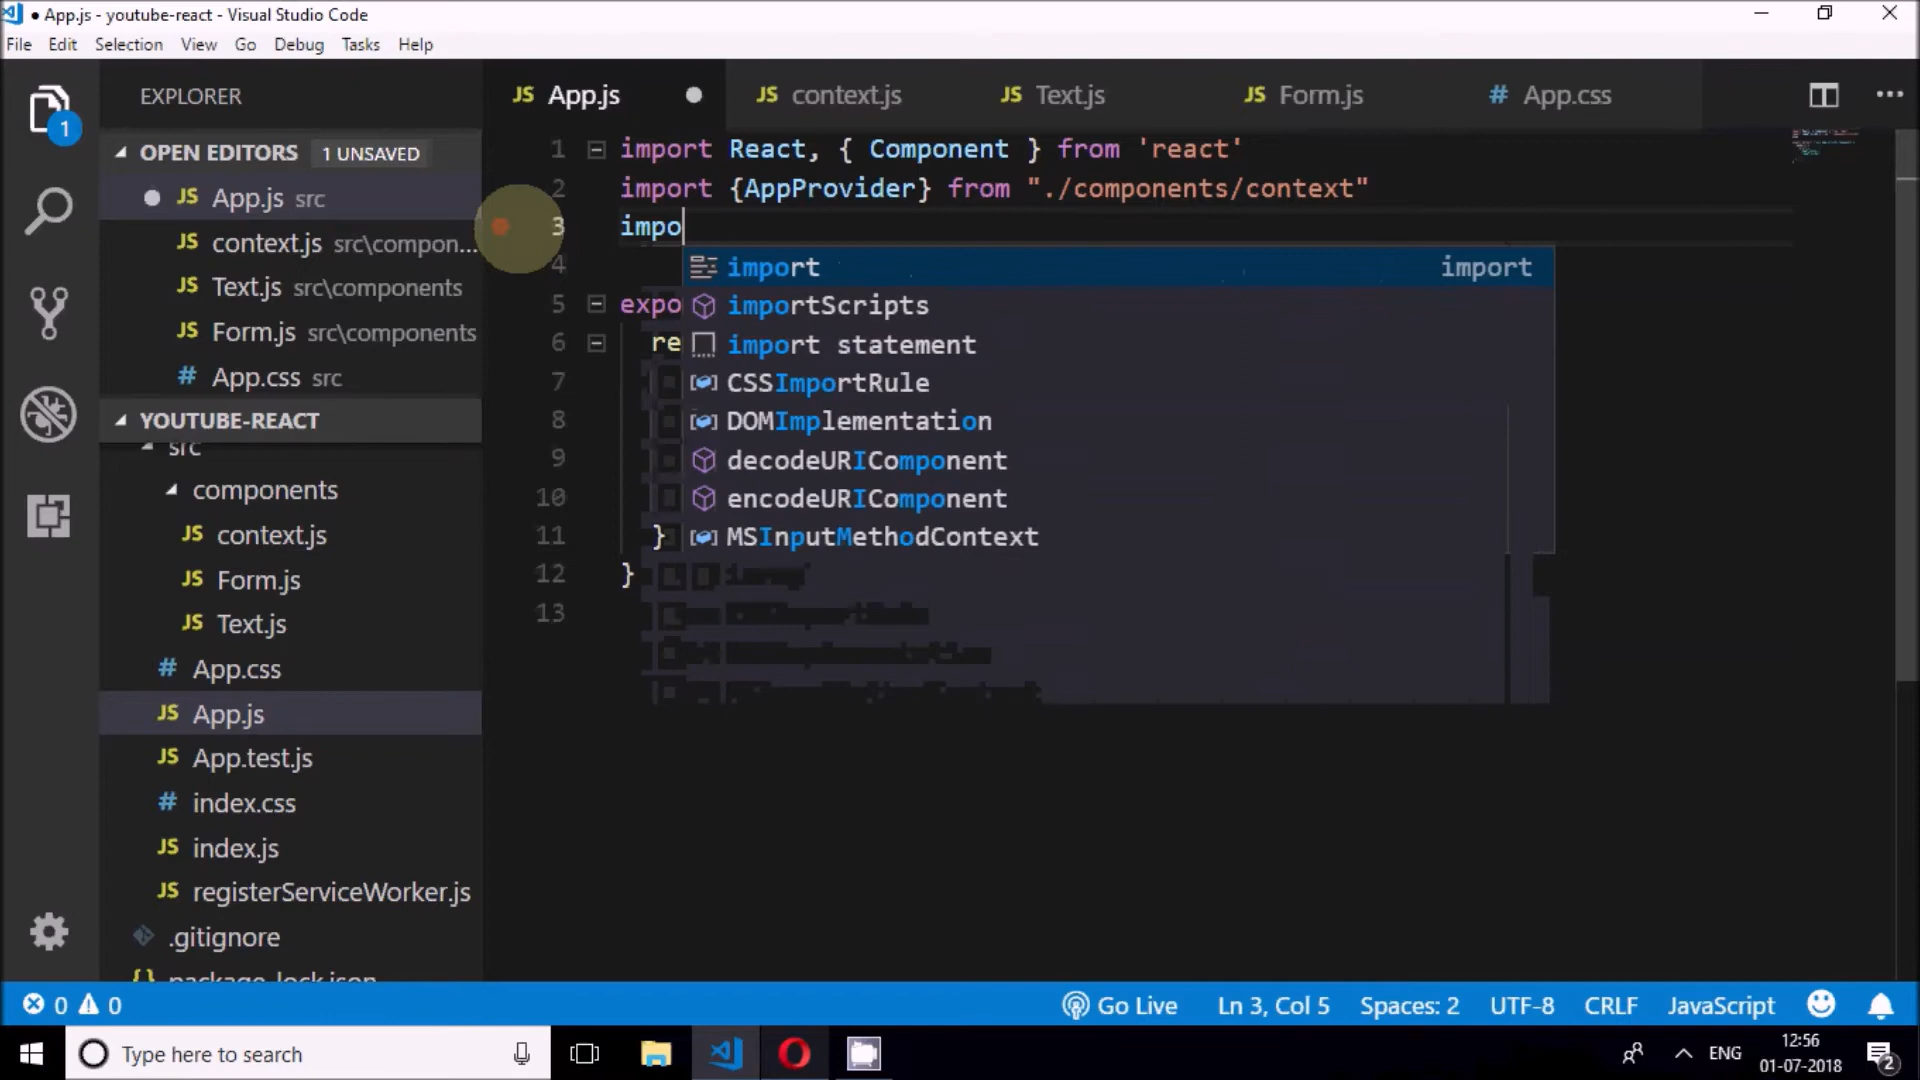 ● App.js - youtube-react - Visual Studio Code
File Edit Selection View Go Debug Tasks Help
EXPLORER
1
OPEN EDITORS 1 UNSAVED
JS App.js src
JS context.js src\compon...
JS Text.js src\components
JS Form.js src\components
# App.css src
YOUTUBE-REACT
src
components
JS context.js
JS Form.js
JS Text.js
# App.css
JS App.js
JS App.test.js
# index.css
JS index.js
JS registerServiceWorker.js
.gitignore
{} package-lock.json
JS App.js JS context.js JS Text.js JS Form.js # App.css
1 import React, { Component } from 'react'
2 import {AppProvider} from "./components/context"
3 impo
4
5 expo
6 re
7
8
9
10
11 }
12 }
13
import import
importScripts
import statement
CSSImportRule
DOMImplementation
decodeURIComponent
encodeURIComponent
MSInputMethodContext
0 0 Go Live Ln 3, Col 5 Spaces: 2 UTF-8 CRLF JavaScript
Type here to search
ENG 12:56
01-07-2018
2